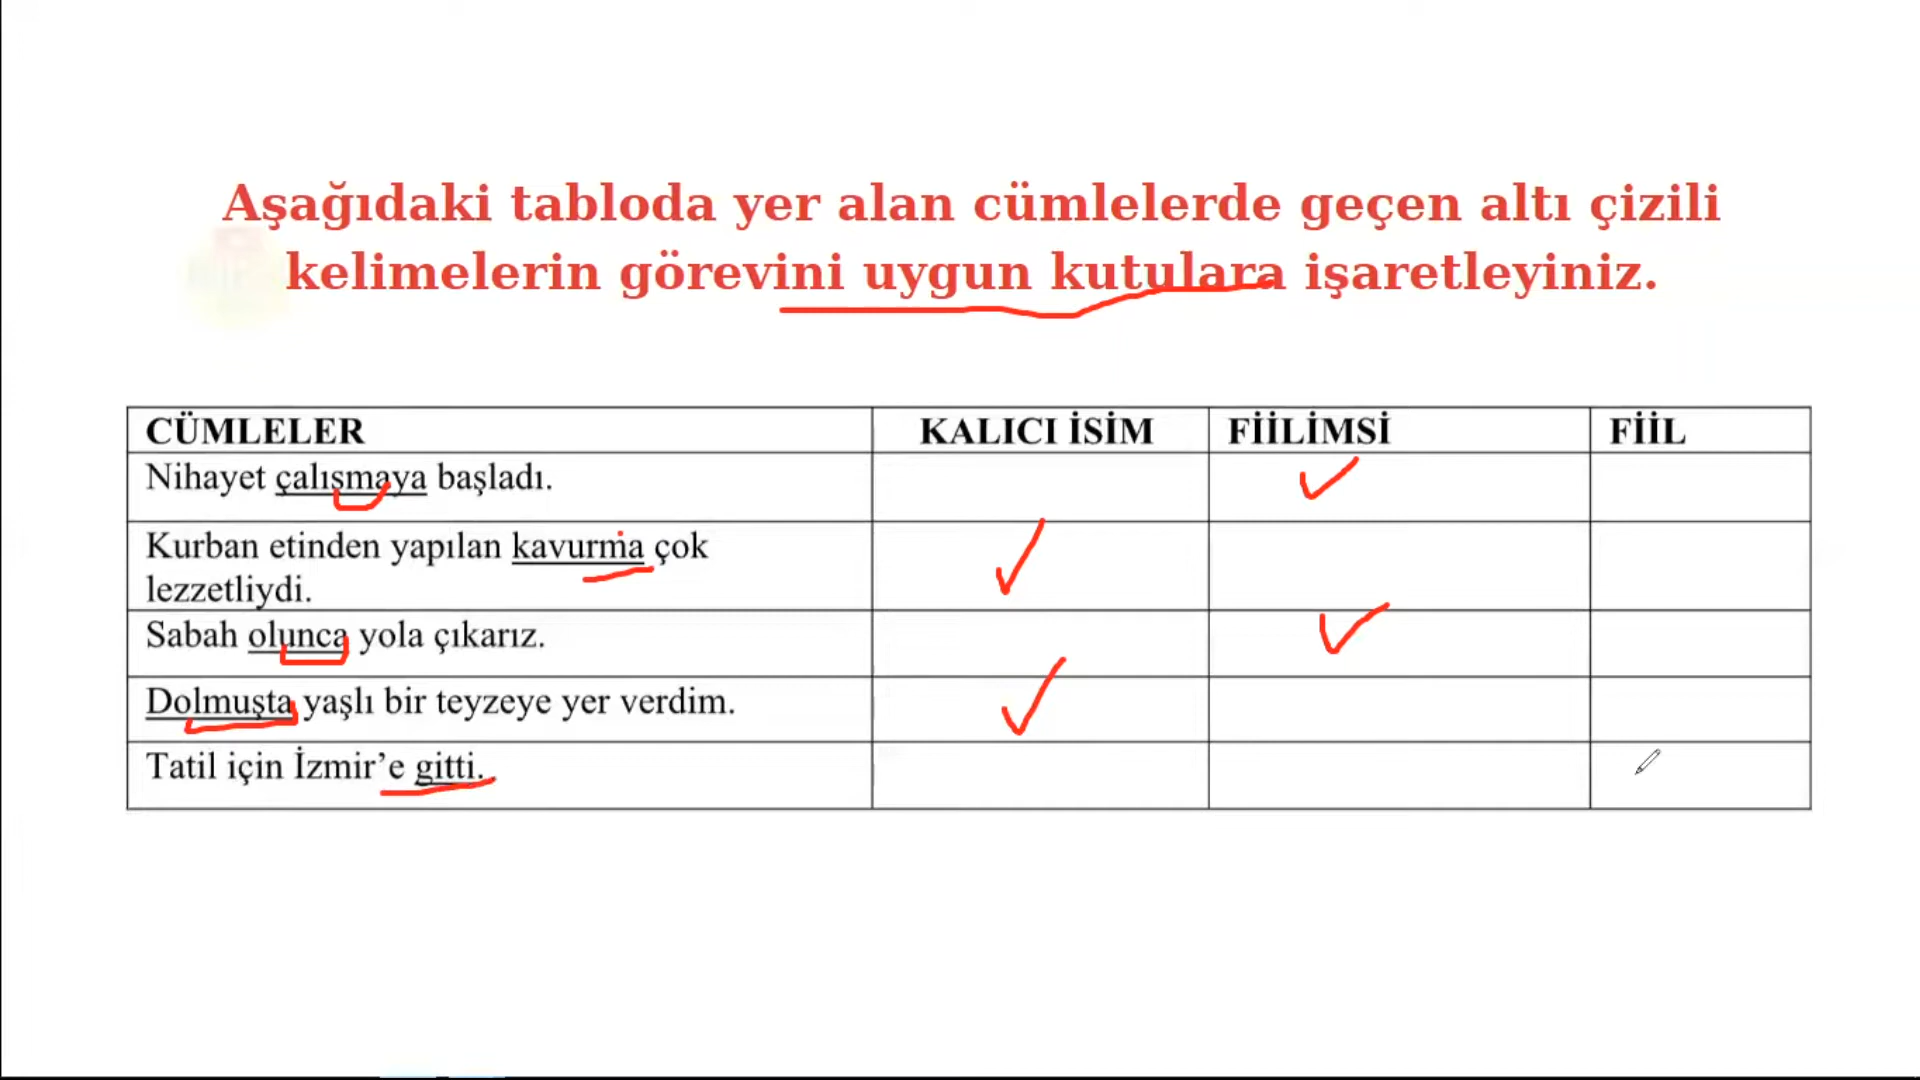 Aşağıdaki tabloda yer alan cümlelerde geçen altı çizili
kelimelerin görevini uygun kutulara işaretleyiniz.
CÜMLELER KALICI İSİM FİİLİMSİ FİİL
Nihayet çalışmaya başladı.
Kurban etinden yapılan kavurma çok
lezzetliydi.
Sabah olunca yola çıkarız.
Dolmuşta yaşlı bir teyzeye yer verdim.
Tatil için İzmir’e gitti.